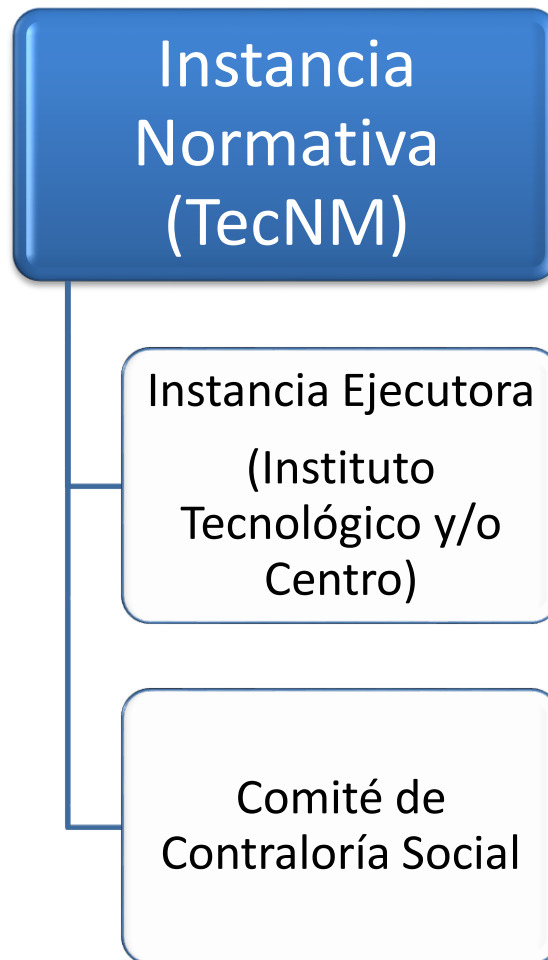 Instancia
Normativa
(TecNM)
Instancia Ejecutora
(Instituto
Tecnológico y/o
Centro)
Comité de
Contraloría Social